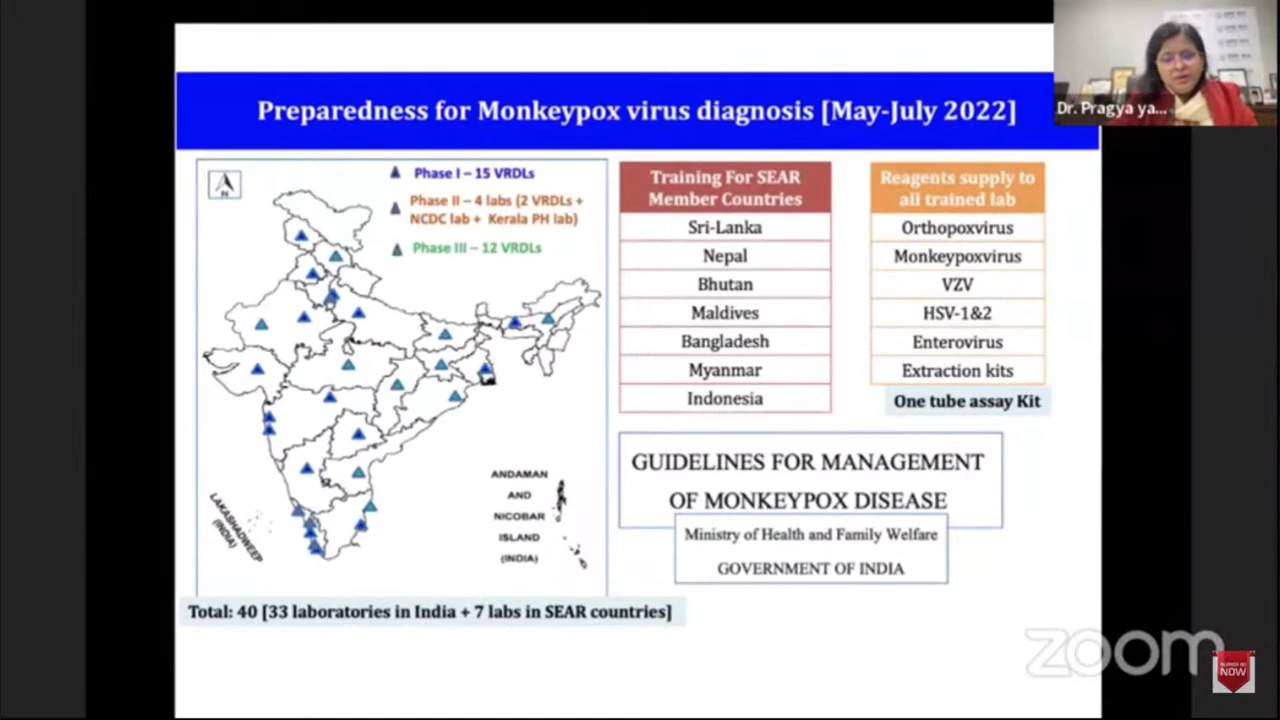 Preparedness for Monkeypox virus diagnosis [May-July 2022]
Dr. Pragya ya...
N
Phase I – 15 VRDLs
Phase II – 4 labs (2 VRDLs +
NCDC lab + Kerala PH lab)
Phase III – 12 VRDLs
LAKASHADWEEP
(INDIA)
ANDAMAN
AND
NICOBAR
ISLAND
(INDIA)
Total: 40 [33 laboratories in India + 7 labs in SEAR countries]
Training For SEAR
Member Countries
Sri-Lanka
Nepal
Bhutan
Maldives
Bangladesh
Myanmar
Indonesia
Reagents supply to
all trained lab
Orthopoxvirus
Monkeypoxvirus
VZV
HSV-1&2
Enterovirus
Extraction kits
One tube assay Kit
GUIDELINES FOR MANAGEMENT
OF MONKEYPOX DISEASE
Ministry of Health and Family Welfare
GOVERNMENT OF INDIA
zoom
NOW